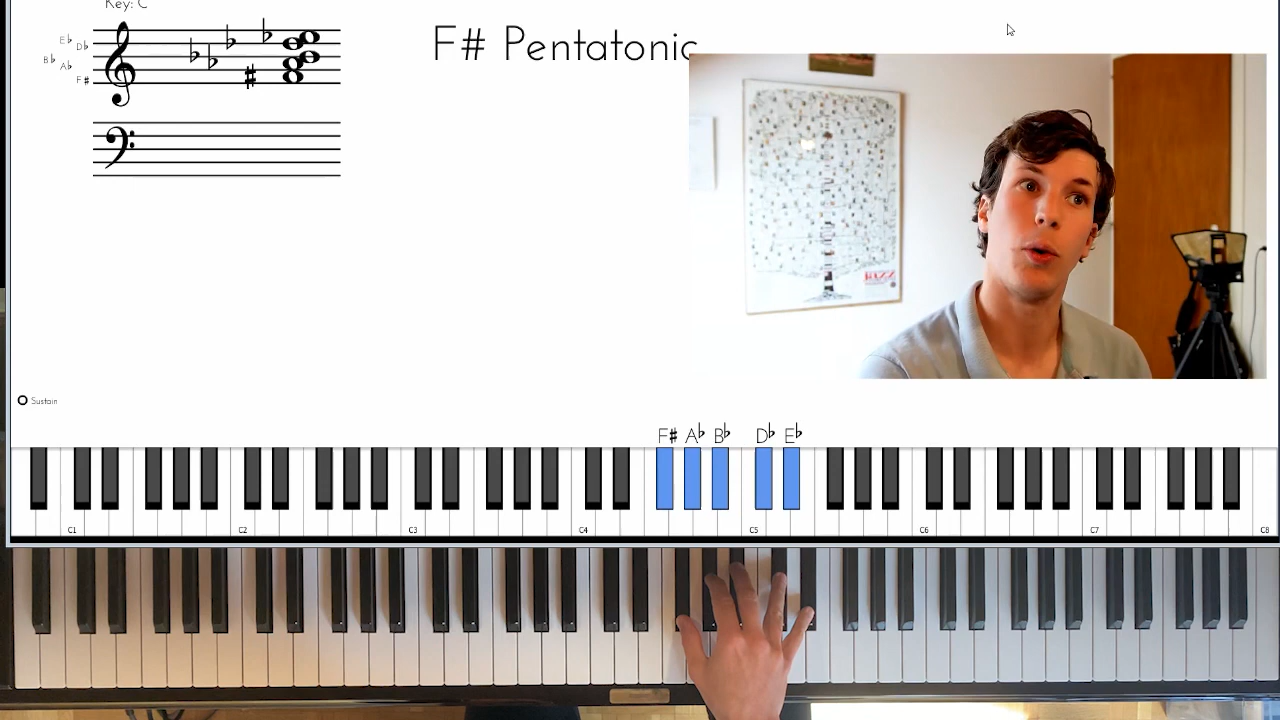 Key: C
F# Pentatonic
E♭
D♭
B♭
A♭
F#
JAZZ
Sustain
F# A♭ B♭ D♭ E♭
C1 C2 C3 C4 C5 C6 C7 C8